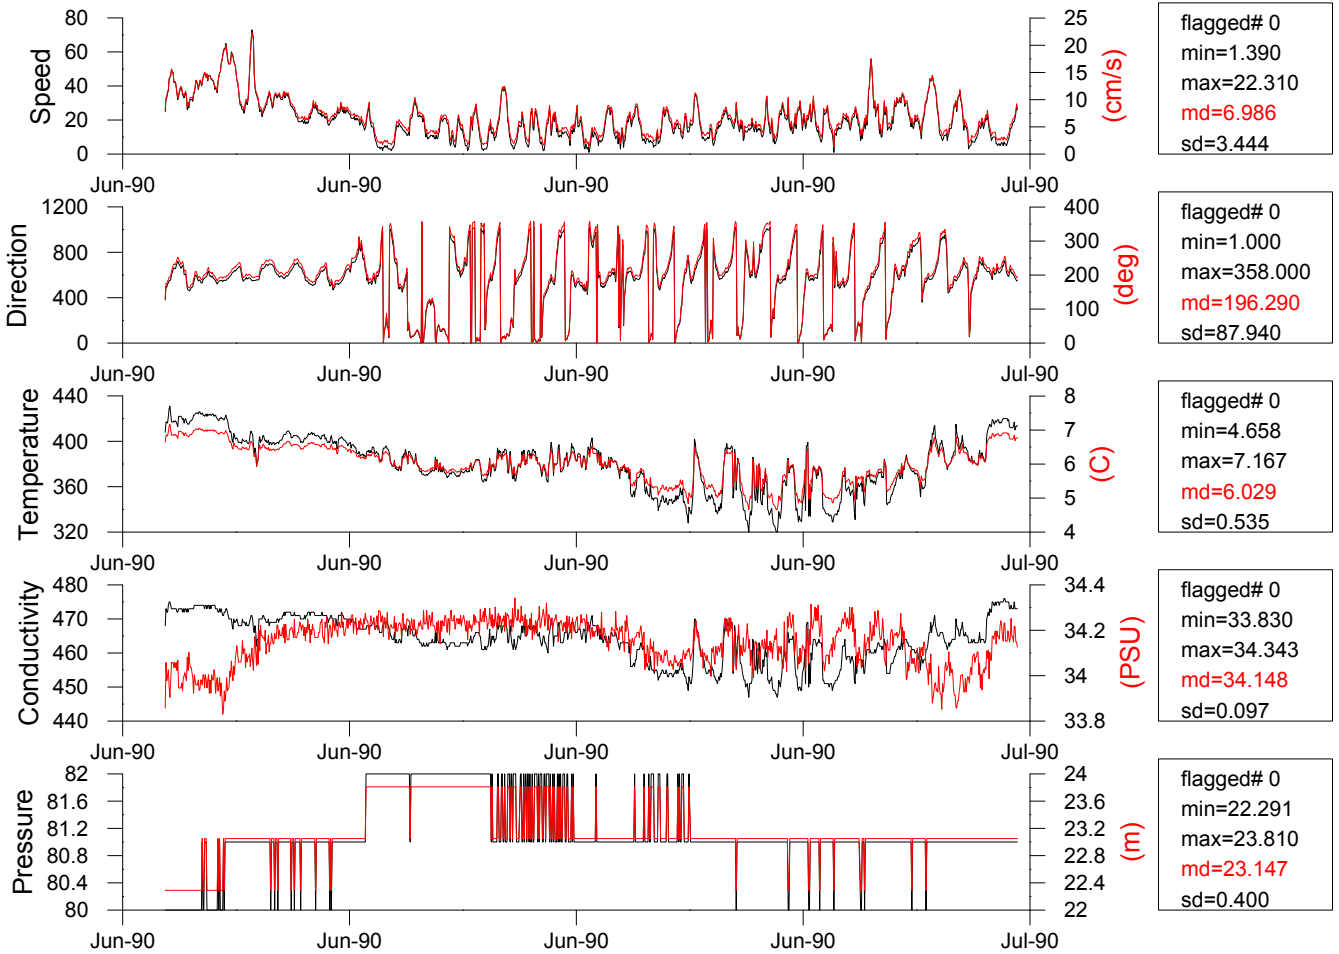 Speed
80
60
40
20
0
25
20
15
10
5
0
(cm/s)
Jun-90 Jun-90 Jun-90 Jun-90 Jul-90
flagged# 0
min=1.390
max=22.310
md=6.986
sd=3.444
Direction
1200
800
400
0
400
300
200
100
0
(deg)
Jun-90 Jun-90 Jun-90 Jun-90 Jul-90
flagged# 0
min=1.000
max=358.000
md=196.290
sd=87.940
Temperature
440
400
360
320
8
7
6
5
4
(C)
Jun-90 Jun-90 Jun-90 Jun-90 Jul-90
flagged# 0
min=4.658
max=7.167
md=6.029
sd=0.535
Conductivity
480
470
460
450
440
34.4
34.2
34
33.8
(PSU)
Jun-90 Jun-90 Jun-90 Jun-90 Jul-90
flagged# 0
min=33.830
max=34.343
md=34.148
sd=0.097
Pressure
82
81.6
81.2
80.8
80.4
80
24
23.6
23.2
22.8
22.4
22
(m)
Jun-90 Jun-90 Jun-90 Jun-90 Jul-90
flagged# 0
min=22.291
max=23.810
md=23.147
sd=0.400